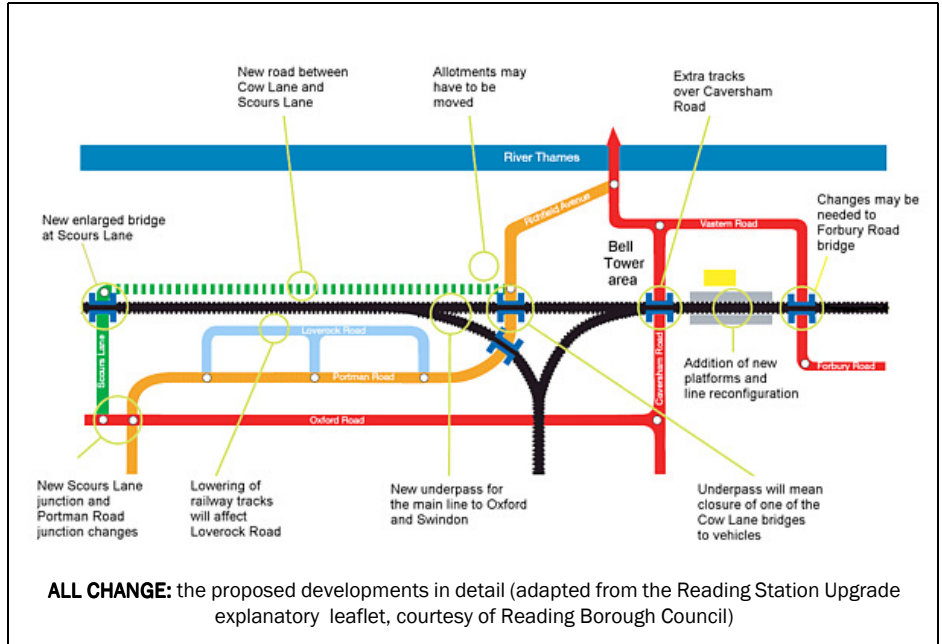 New road between
Cow Lane and
Scours Lane
Allotments may
have to be
moved
Extra tracks
over Caversham
Road
River Thames
New enlarged bridge
at Scours Lane
Richfield Avenue
Changes may be
needed to
Forbury Road
bridge
Vastern Road
Bell
Tower
area
Loverock Road
Scours Lane
Portman Road
Caversham Road
Forbury Road
Addition of new
platforms and
line reconfiguration
Oxford Road
New Scours Lane
junction and
Portman Road
junction changes
Lowering of
railway tracks
will affect
Loverock Road
New underpass for
the main line to Oxford
and Swindon
Underpass will mean
closure of one of the
Cow Lane bridges
to vehicles
ALL CHANGE: the proposed developments in detail (adapted from the Reading Station Upgrade
explanatory leaflet, courtesy of Reading Borough Council)